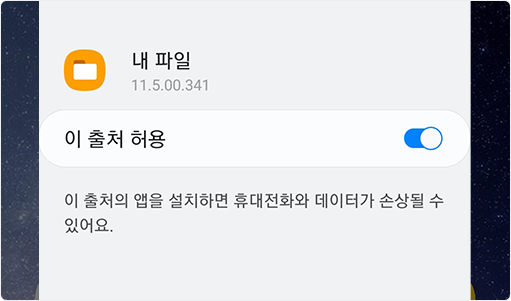 내 파일
11.5.00.341
이 출처 허용
이 출처의 앱을 설치하면 휴대전화와 데이터가 손상될 수
있어요.